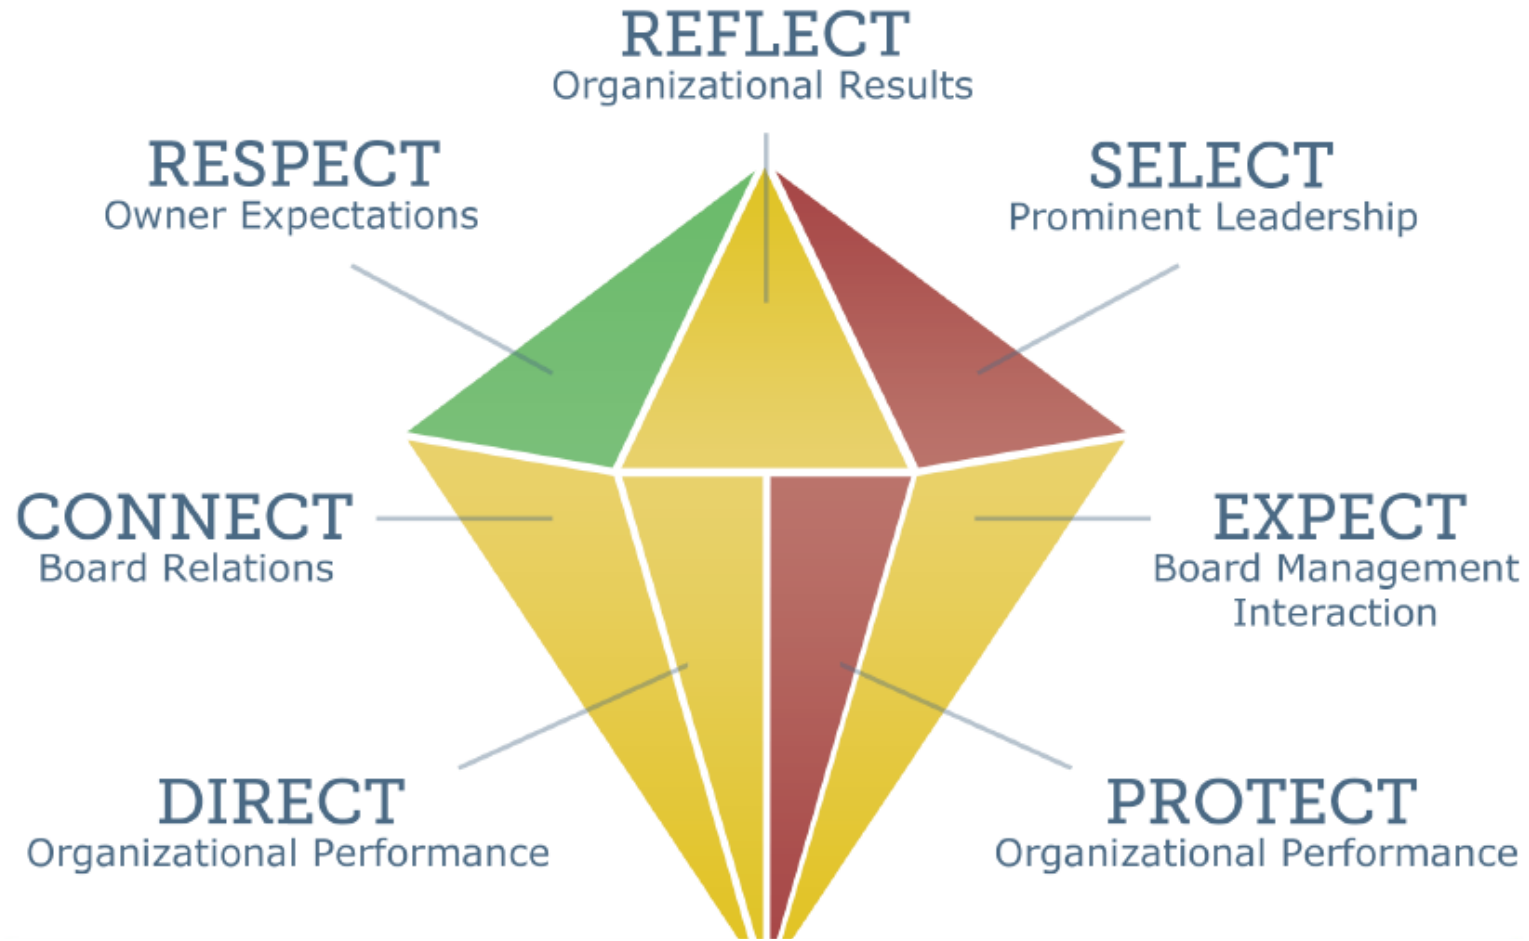 REFLECT
Organizational Results
RESPECT
Owner Expectations
SELECT
Prominent Leadership
CONNECT
Board Relations
EXPECT
Board Management
Interaction
DIRECT
Organizational Performance
PROTECT
Organizational Performance